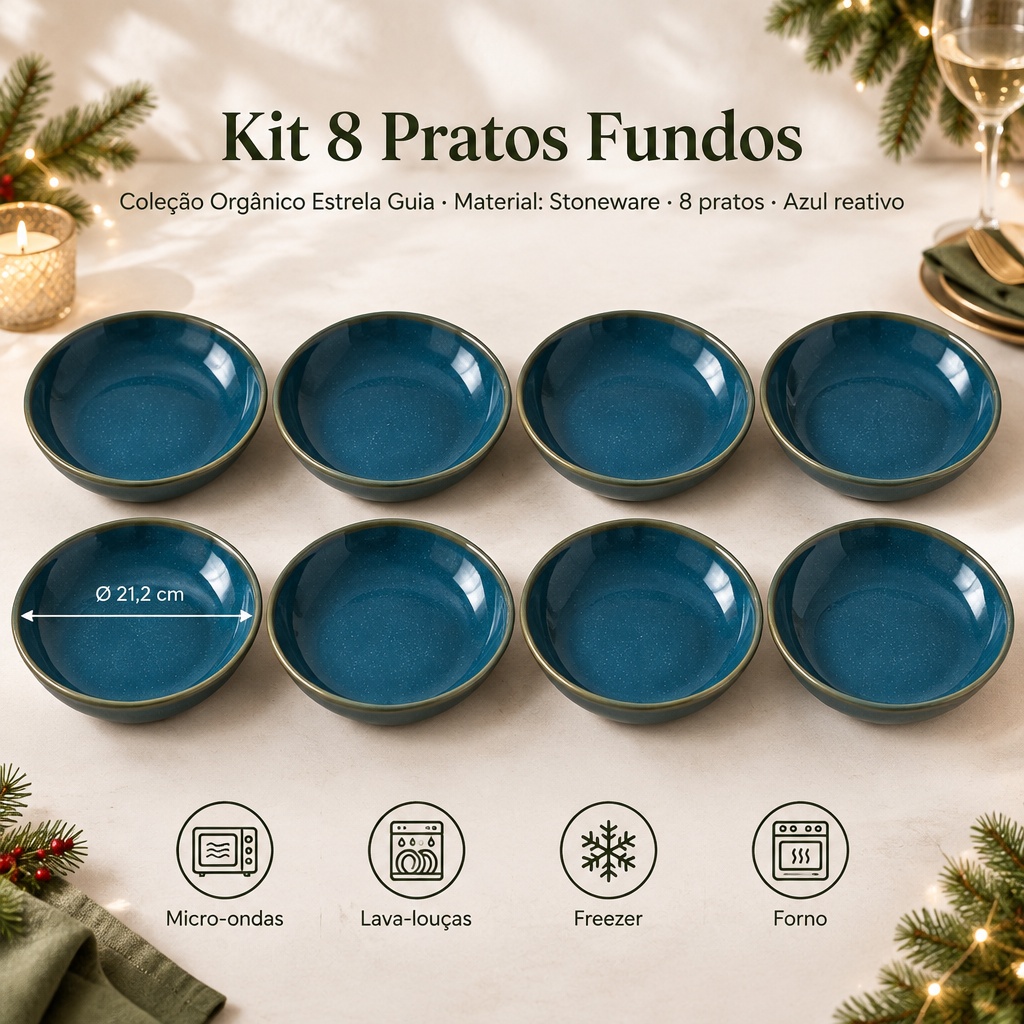 Kit 8 Pratos Fundos
Coleção Orgânico Estrela Guia · Material: Stoneware · 8 pratos · Azul reativo
Ø 21,2 cm
Micro-ondas
Lava-louças
Freezer
Forno